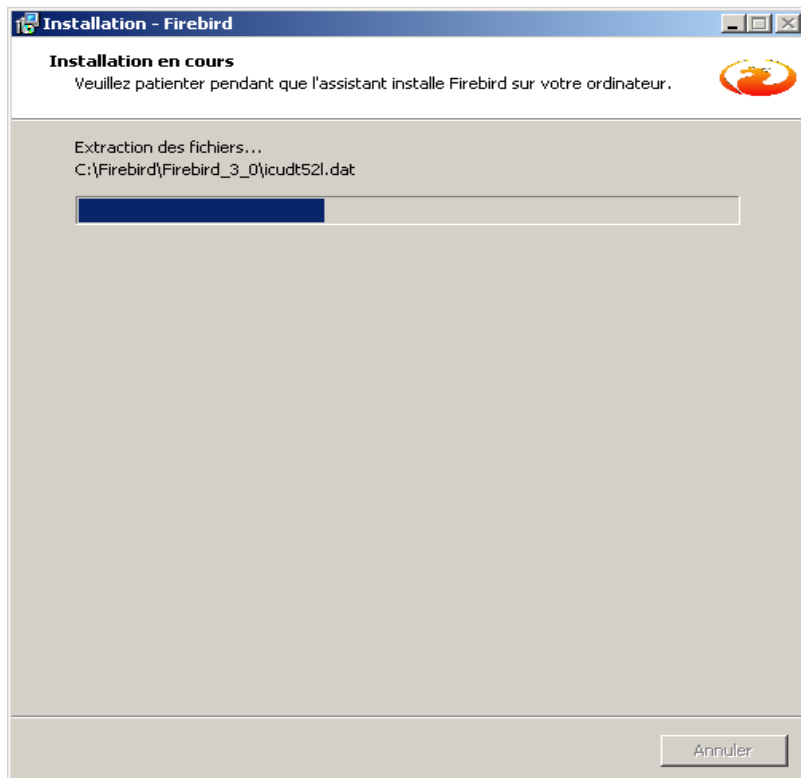 Installation - Firebird
Installation en cours
Veuillez patienter pendant que l'assistant installe Firebird sur votre ordinateur.
Extraction des fichiers...
C:\Firebird\Firebird_3_0\icudt52l.dat
Annuler